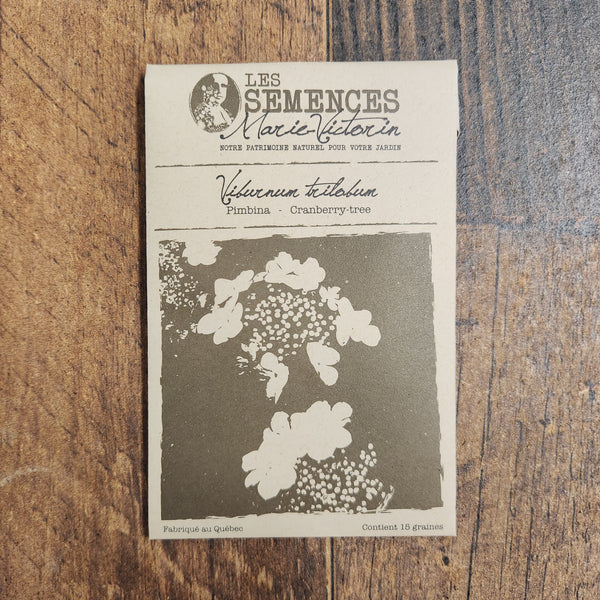 LES
SEMENCES
Marie-Victorin
NOTRE PATRIMOINE NATUREL POUR VOTRE JARDIN
Viburnum trilobum
Pimbina - Cranberry-tree
Fabriqué au Québec
Contient 15 graines